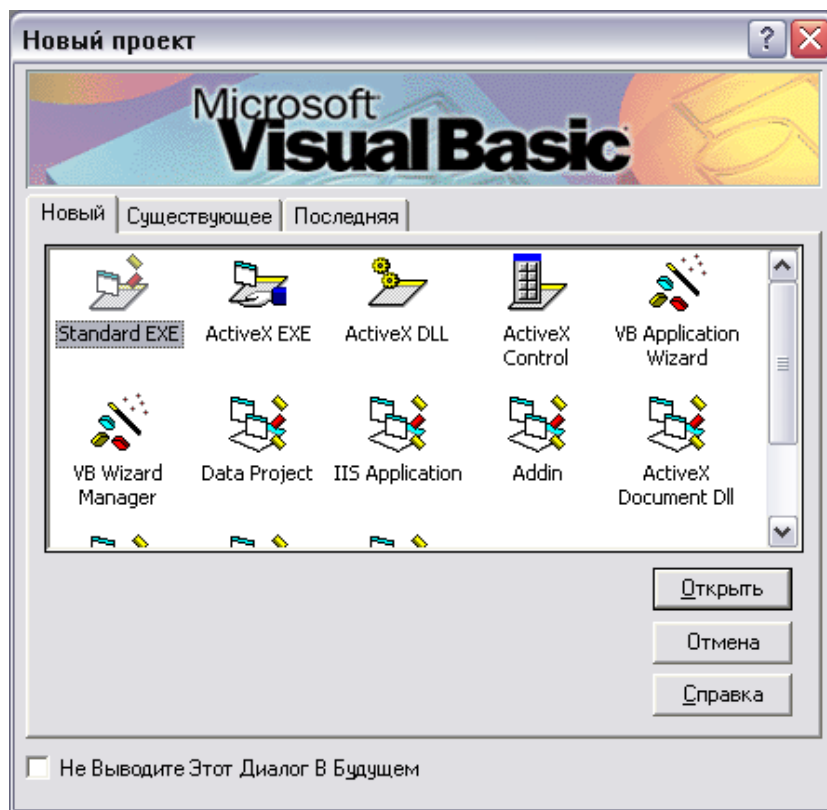 Новый проект
Microsoft
Visual Basic
Новый Существующее Последняя
Standard EXE ActiveX EXE ActiveX DLL ActiveX Control VB Application Wizard
VB Wizard Manager Data Project IIS Application Addin ActiveX Document Dll
Открыть
Отмена
Справка
Не Выводите Этот Диалог В Будущем